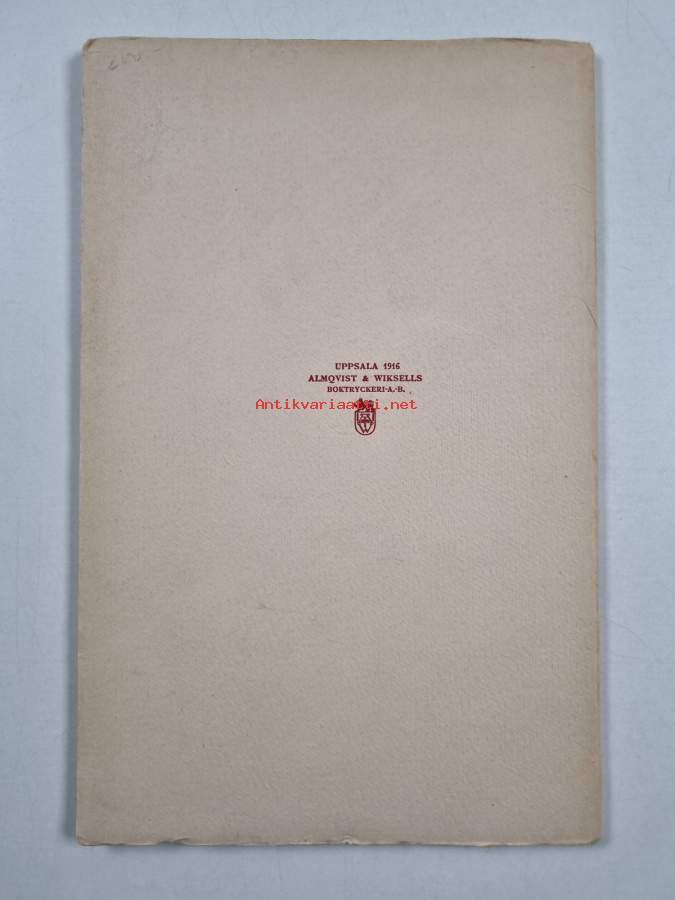 UPPSALA 1916
ALMQVIST & WIKSELLS
BOKTRYCKERI-A.-B.
Antikvariaatti.net